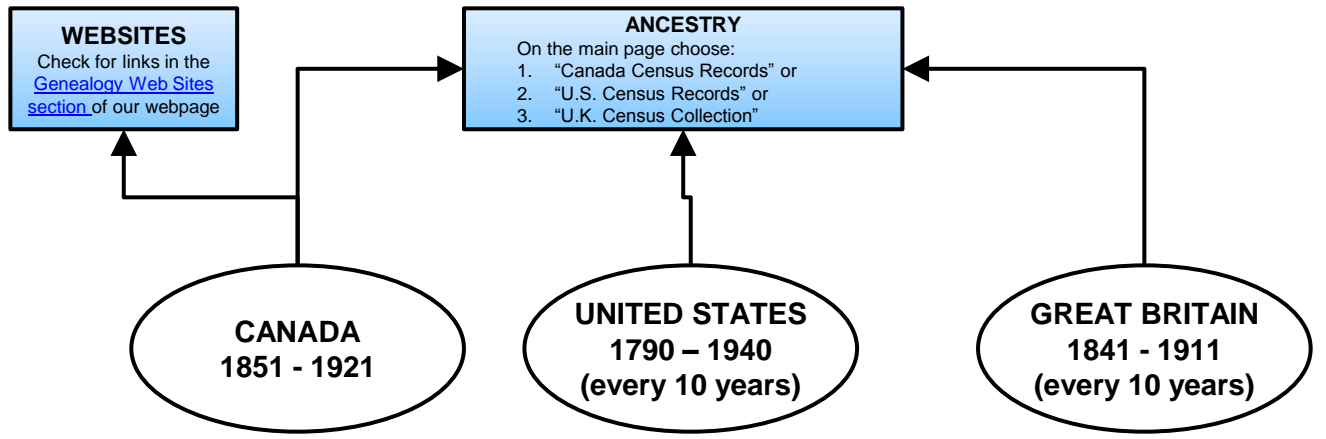 WEBSITES
Check for links in the
Genealogy Web Sites
section of our webpage
ANCESTRY
On the main page choose:
1. “Canada Census Records” or
2. “U.S. Census Records” or
3. “U.K. Census Collection”
CANADA
1851 - 1921
UNITED STATES
1790 – 1940
(every 10 years)
GREAT BRITAIN
1841 - 1911
(every 10 years)